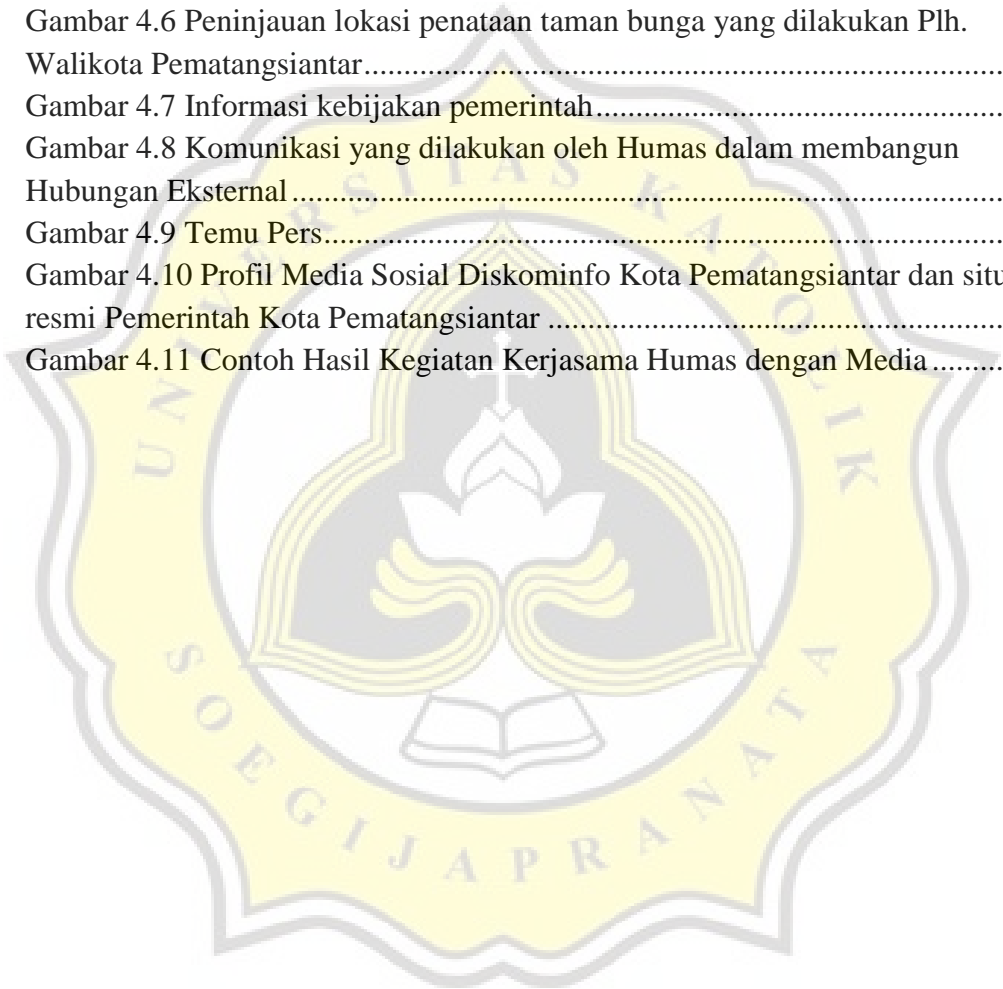 Gambar 4.6 Peninjauan lokasi penataan taman bunga yang dilakukan Plh.
Walikota Pematangsiantar................................................................................
Gambar 4.7 Informasi kebijakan pemerintah...................................................
Gambar 4.8 Komunikasi yang dilakukan oleh Humas dalam membangun
Hubungan Eksternal.........................................................................................
Gambar 4.9 Temu Pers.....................................................................................
Gambar 4.10 Profil Media Sosial Diskominfo Kota Pematangsiantar dan situ
resmi Pemerintah Kota Pematangsiantar .........................................................
Gambar 4.11 Contoh Hasil Kegiatan Kerjasama Humas dengan Media.........
UNIVERSITAS KATOLIK
SOEGIJAPRANATA